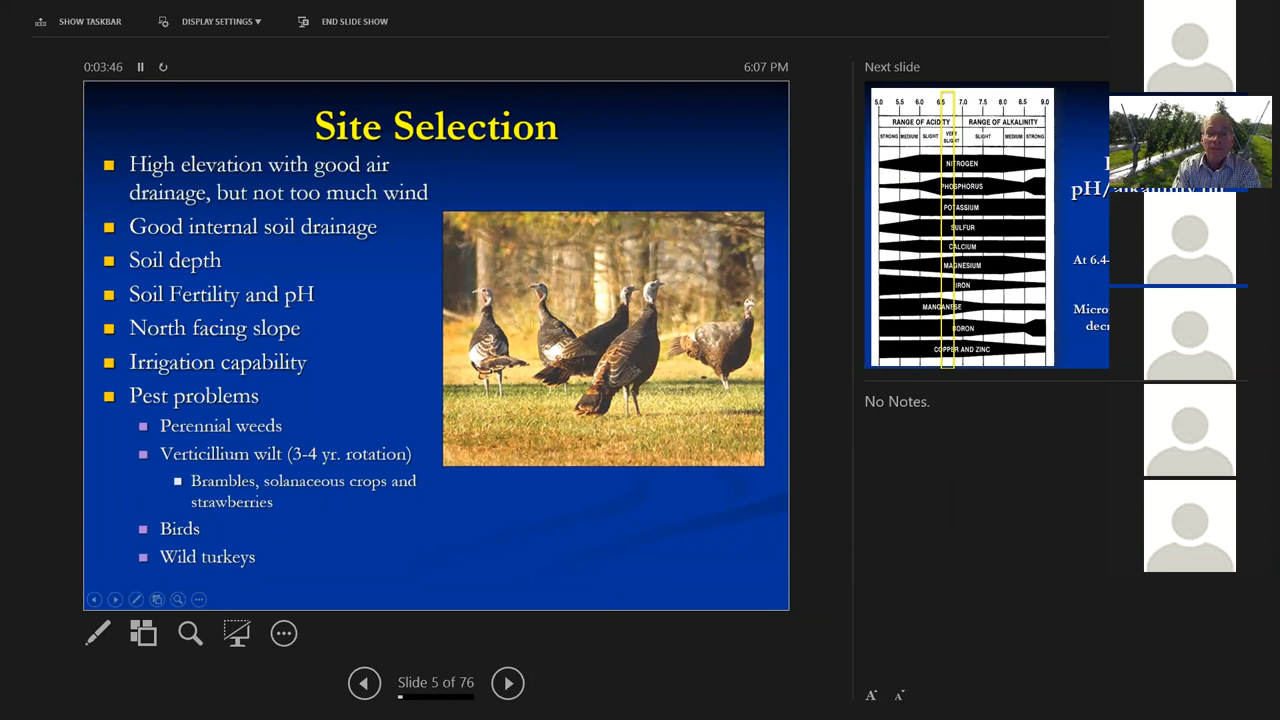 SHOW TASKBAR
DISPLAY SETTINGS ▼
END SLIDE SHOW
0:03:46
6:07 PM
Site Selection
High elevation with good air
drainage, but not too much wind
Good internal soil drainage
Soil depth
Soil Fertility and pH
North facing slope
Irrigation capability
Pest problems
Perennial weeds
Verticillium wilt (3-4 yr. rotation)
Brambles, solanaceous crops and
strawberries
Birds
Wild turkeys
Slide 5 of 76
Next slide
5.0 5.5 6.0 6.5 7.0 7.5 8.0 8.5 9.0
RANGE OF ACIDITY RANGE OF ALKALINITY
STRONG MEDIUM SLIGHT VERY SLIGHT SLIGHT MEDIUM STRONG
NITROGEN
PHOSPHORUS
POTASSIUM
SULFUR
CALCIUM
MAGNESIUM
IRON
MANGANESE
BORON
COPPER AND ZINC
pH/alkalinity on
At 6.4-
Micro
decr
No Notes.
A A